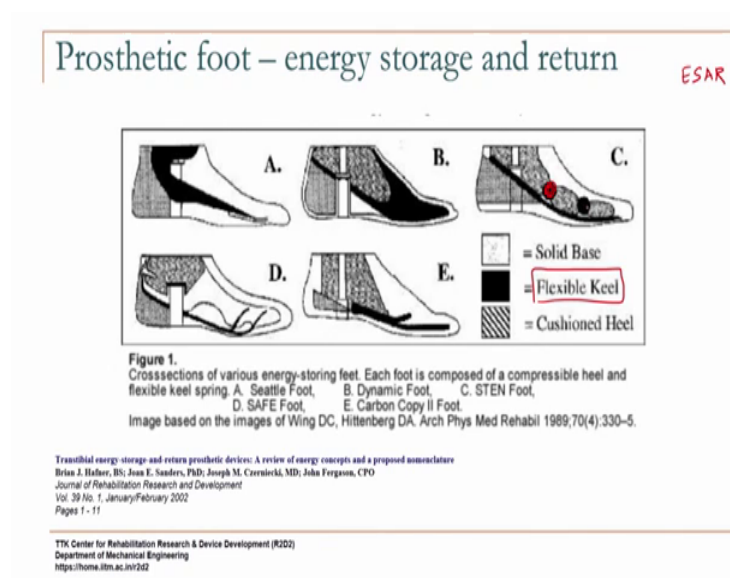 Prosthetic foot – energy storage and return
ESAR
A.
B.
C.
D.
E.
= Solid Base
= Flexible Keel
= Cushioned Heel
Figure 1.
Crosssections of various energy-storing feet. Each foot is composed of a compressible heel and
flexible keel spring. A. Seattle Foot, B. Dynamic Foot, C. STEN Foot,
D. SAFE Foot, E. Carbon Copy II Foot.
Image based on the images of Wing DC, Hittenberg DA. Arch Phys Med Rehabil 1989;70(4):330–5.
Transtibial energy-storage-and-return prosthetic devices: A review of energy concepts and a proposed nomenclature
Brian J. Hafner, BS; Joan E. Sanders, PhD; Joseph M. Czerniecki, MD; John Fergason, CPO
Journal of Rehabilitation Research and Development
Vol. 39 No. 1, January/February 2002
Pages 1 - 11
TTK Center for Rehabilitation Research & Device Development (R2D2)
Department of Mechanical Engineering
https://home.iitm.ac.in/r2d2